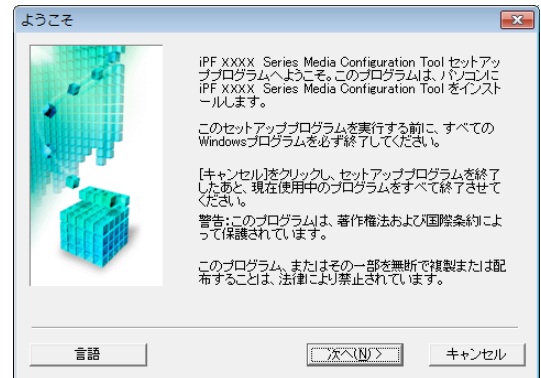 ようこそ
iPF XXXX Series Media Configuration Tool セットアッ
ププログラムへようこそ。このプログラムは、パソコンに
iPF XXXX Series Media Configuration Tool をインスト
ールします。
このセットアッププログラムを実行する前に、すべての
Windowsプログラムを必ず終了してください。
[キャンセル]をクリックし、セットアッププログラムを終了
したあと、現在使用中のプログラムをすべて終了させて
ください。
警告:このプログラムは、著作権法および国際条約によ
って保護されています。
このプログラム、またはその一部を無断で複製または配
布することは、法律により禁止されています。
言語
次へ(N) >
キャンセル